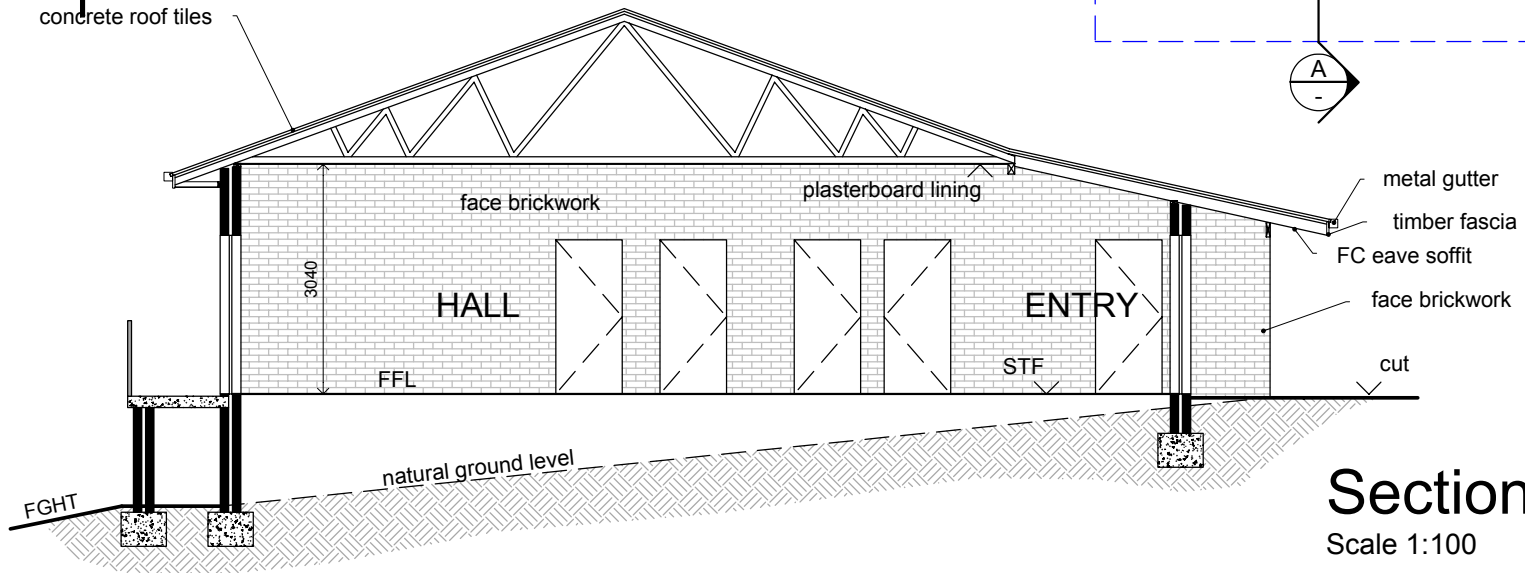 concrete roof tiles
A
-
metal gutter
plasterboard lining
face brickwork
timber fascia
FC eave soffit
3040
HALL
ENTRY
face brickwork
FFL
STF
cut
natural ground level
FGHT
Section
Scale 1:100